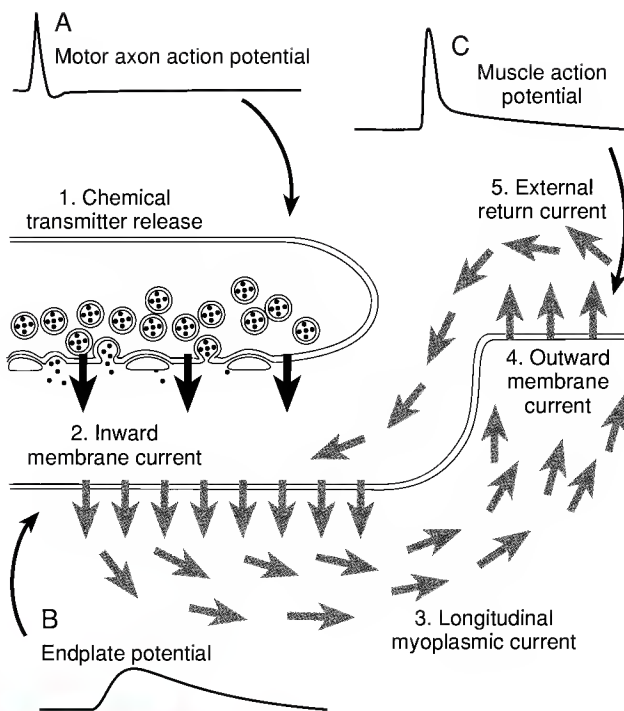 A
Motor axon action potential
C
Muscle action
potential
1. Chemical
transmitter release
5. External
return current
4. Outward
membrane
current
2. Inward
membrane current
3. Longitudinal
myoplasmic current
B
Endplate potential